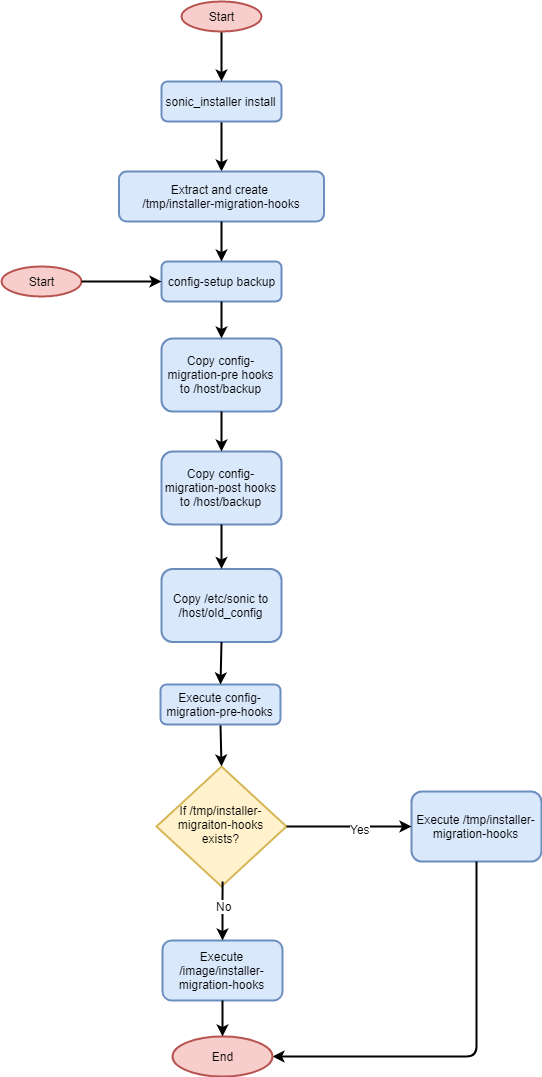 Start
sonic_installer install
Extract and create
/tmp/installer-migration-hooks
Start
config-setup backup
Copy config-
migration-pre hooks
to /host/backup
Copy config-
migration-post hooks
to /host/backup
Copy /etc/sonic to
/host/old_config
Execute config-
migration-pre-hooks
If /tmp/installer-
migraiton-hooks
exists?
Yes
Execute /tmp/installer-
migration-hooks
No
Execute
/image/installer-
migration-hooks
End